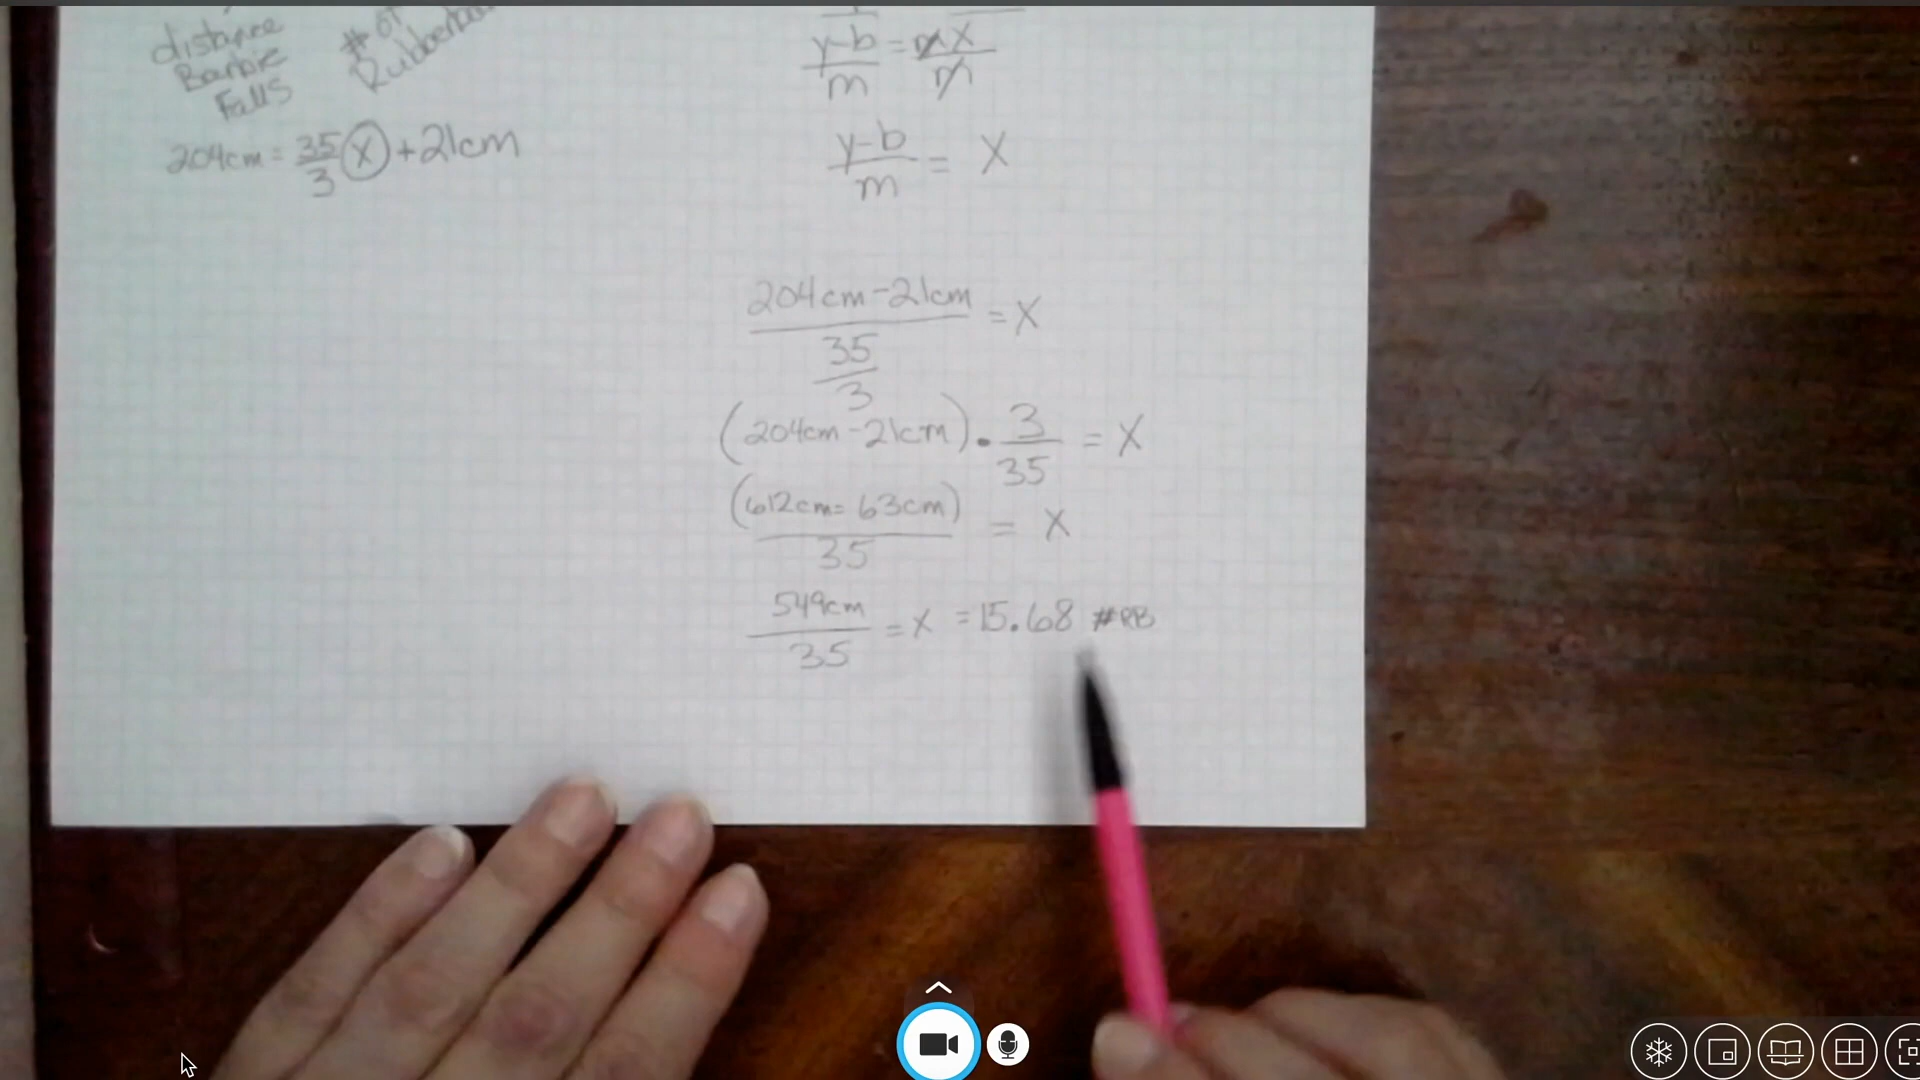 distance
Barbie
Falls
# of
Rubberbands
204cm = 35/3 (x) + 21cm
y-b/m = mx/m
y-b/m = X
204cm - 21cm / 35/3 = X
(204cm - 21cm) • 3/35 = X
(612cm = 63cm) / 35 = X
549cm/35 = X = 15.68 #RB